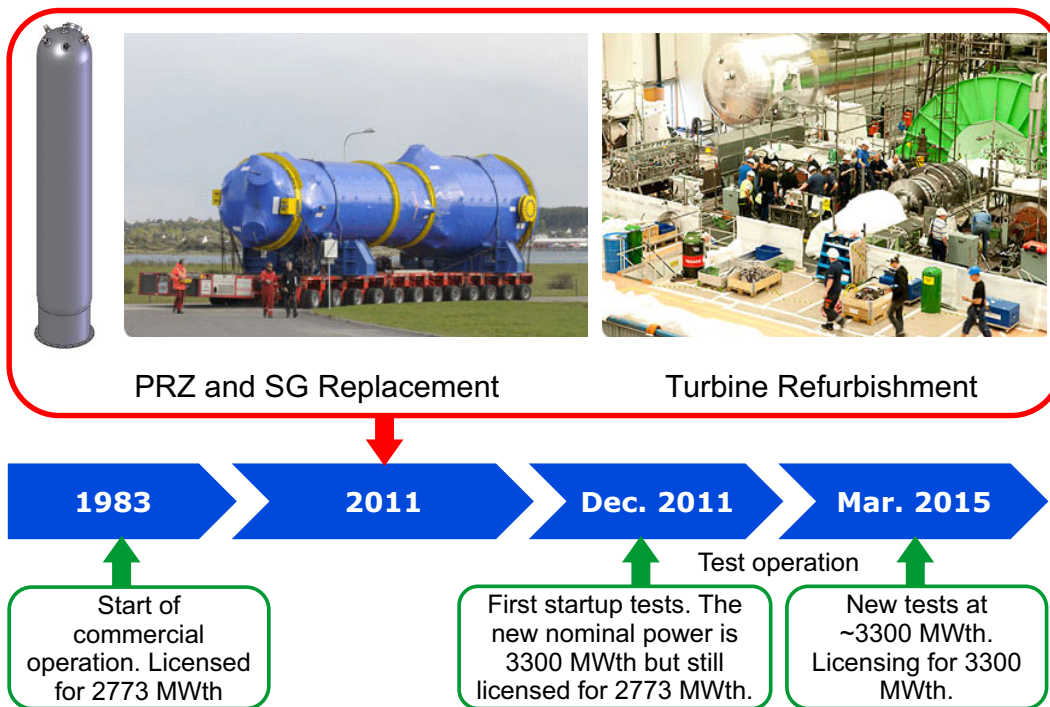 PRZ and SG Replacement
Turbine Refurbishment
1983
2011
Dec. 2011
Mar. 2015
Test operation
Start of
commercial
operation. Licensed
for 2773 MWth
First startup tests. The
new nominal power is
3300 MWth but still
licensed for 2773 MWth.
New tests at
~3300 MWth.
Licensing for 3300
MWth.